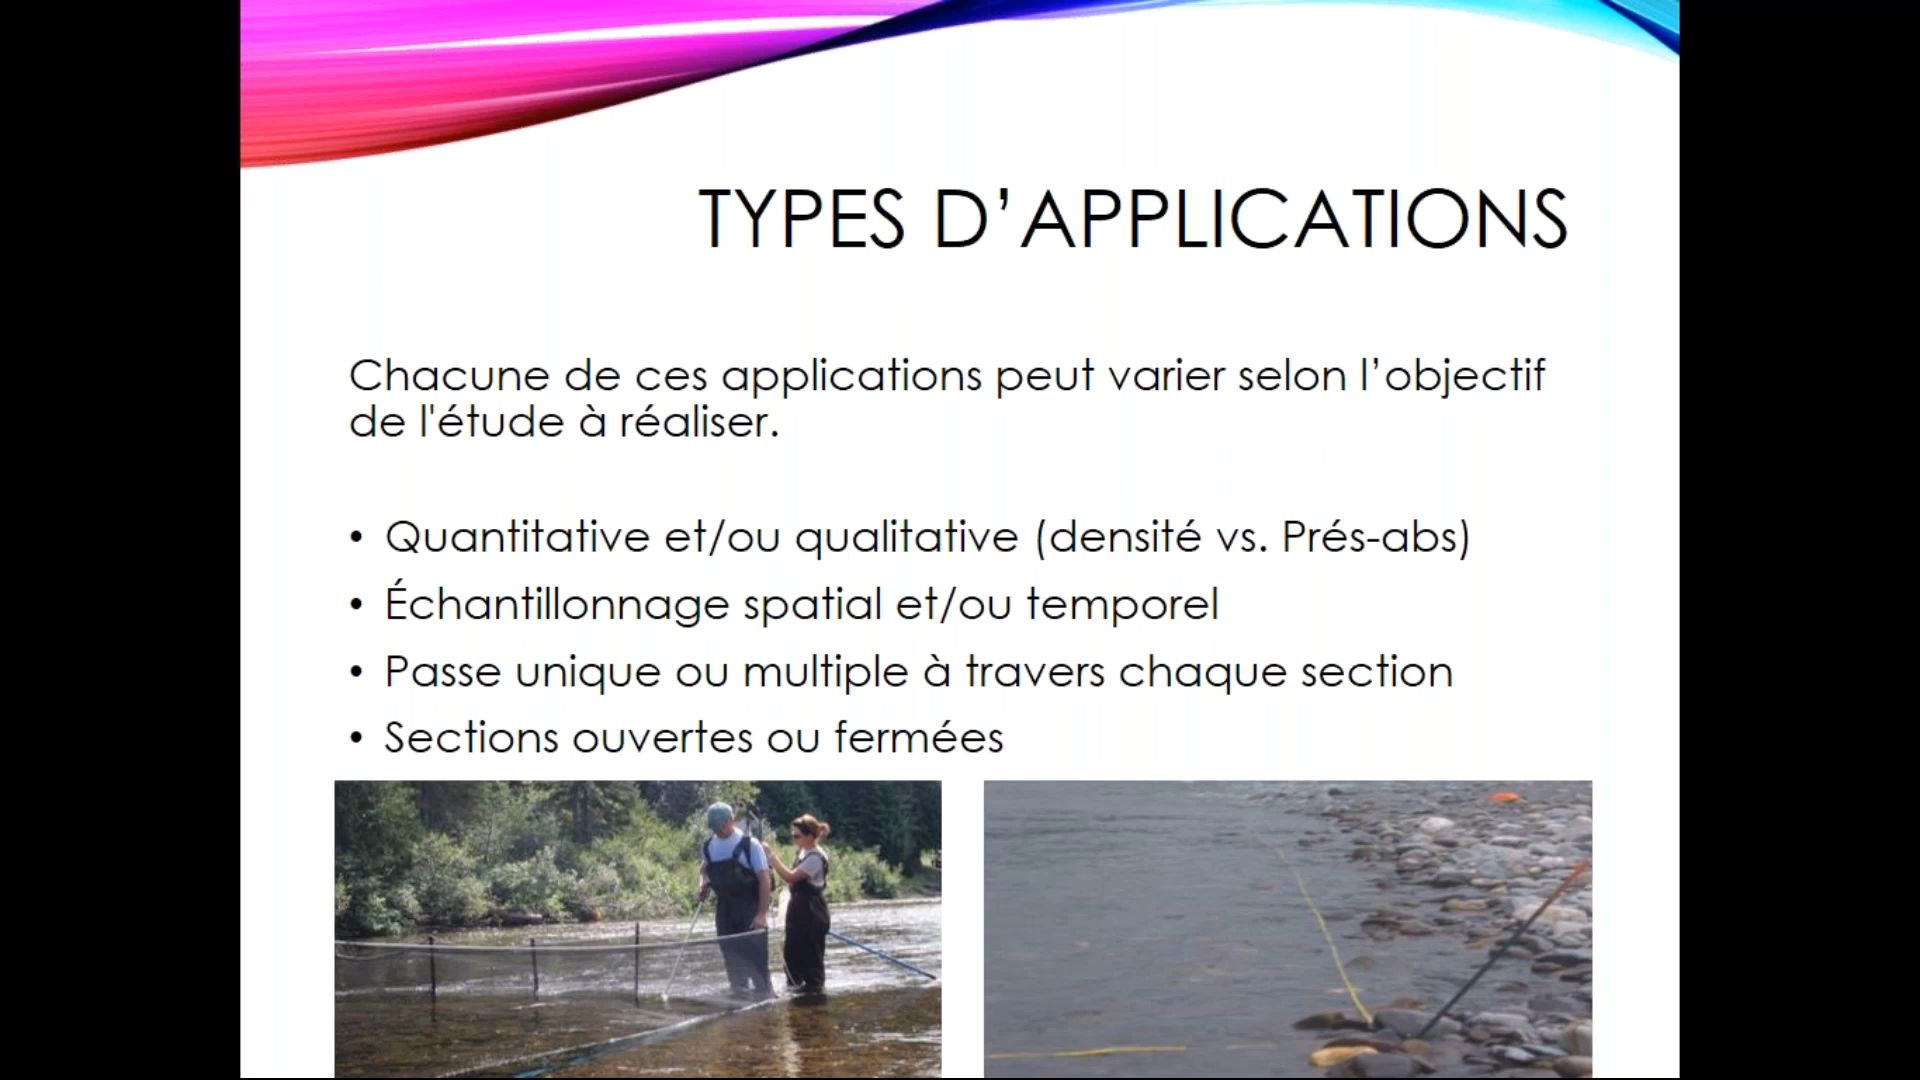 TYPES D’APPLICATIONS
Chacune de ces applications peut varier selon l’objectif
de l'étude à réaliser.
• Quantitative et/ou qualitative (densité vs. Prés-abs)
• Échantillonnage spatial et/ou temporel
• Passe unique ou multiple à travers chaque section
• Sections ouvertes ou fermées